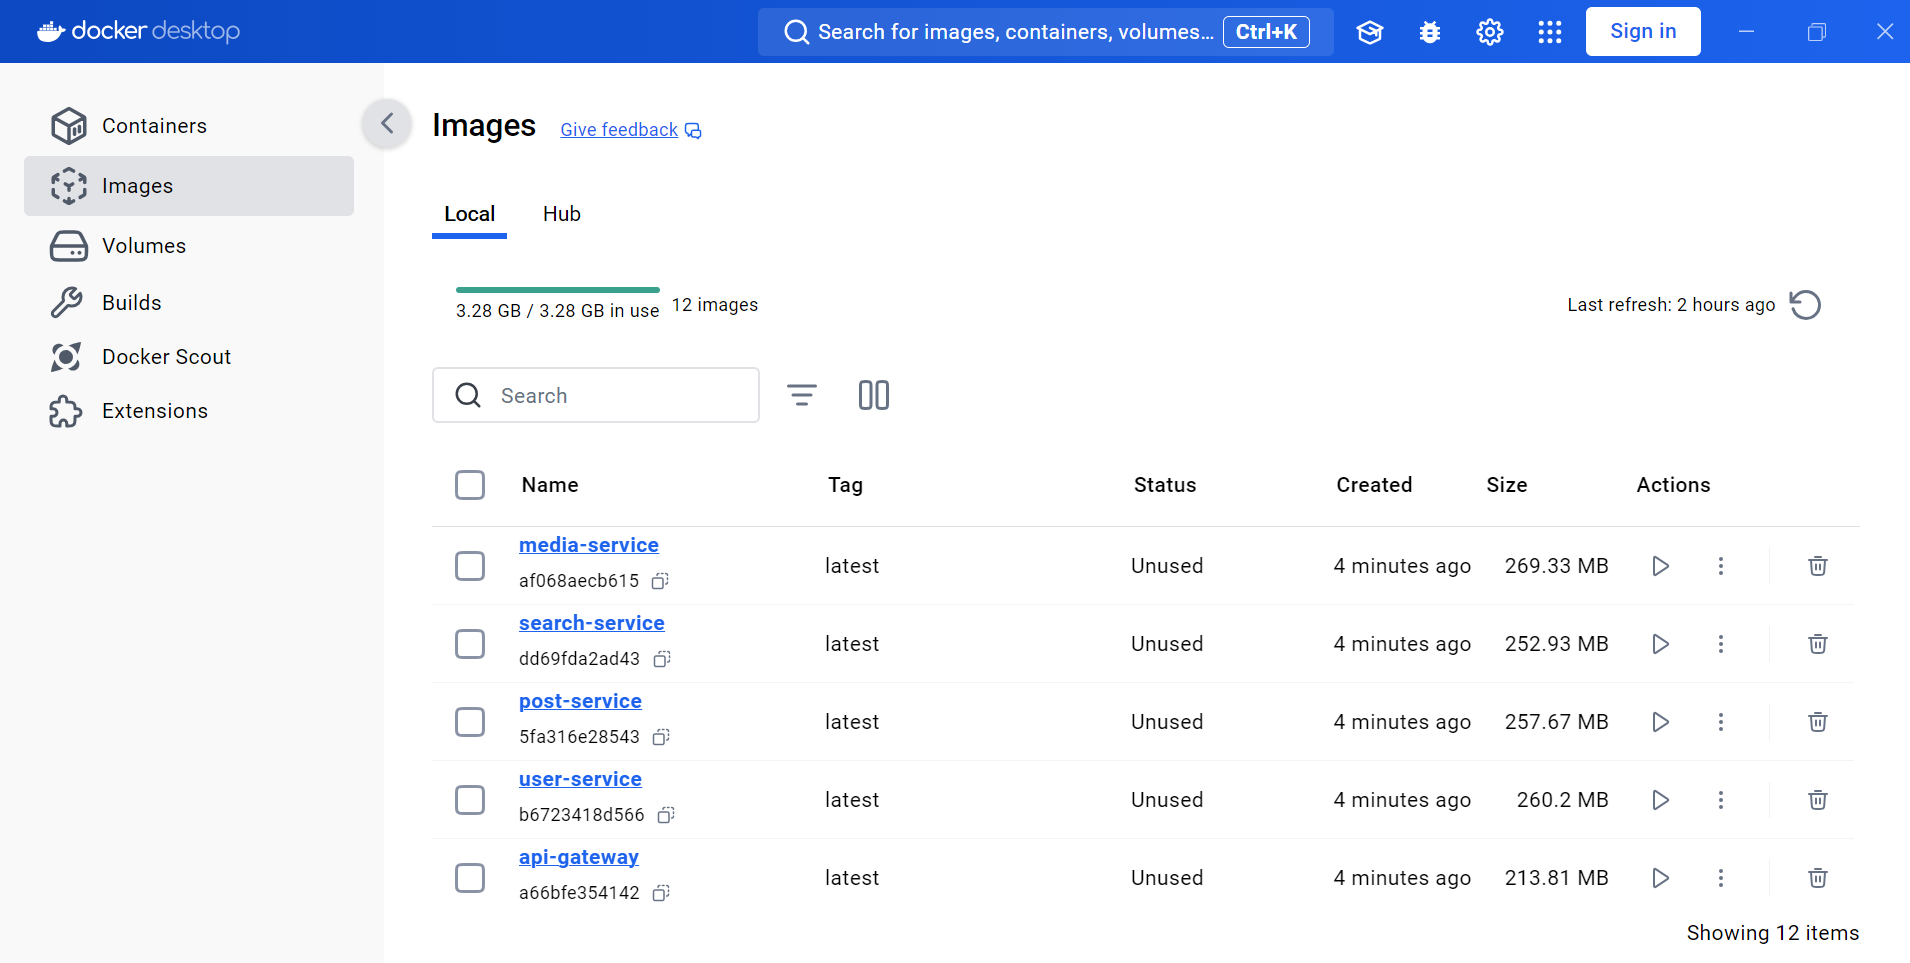 docker desktop
Search for images, containers, volumes... Ctrl+K
Sign in
Containers
Images
Volumes
Builds
Docker Scout
Extensions
Images Give feedback
Local Hub
3.28 GB / 3.28 GB in use 12 images
Last refresh: 2 hours ago
Search
Name Tag Status Created Size Actions
media-service
af068aecb615
latest Unused 4 minutes ago 269.33 MB
search-service
dd69fda2ad43
latest Unused 4 minutes ago 252.93 MB
post-service
5fa316e28543
latest Unused 4 minutes ago 257.67 MB
user-service
b6723418d566
latest Unused 4 minutes ago 260.2 MB
api-gateway
a66bfe354142
latest Unused 4 minutes ago 213.81 MB
Showing 12 items